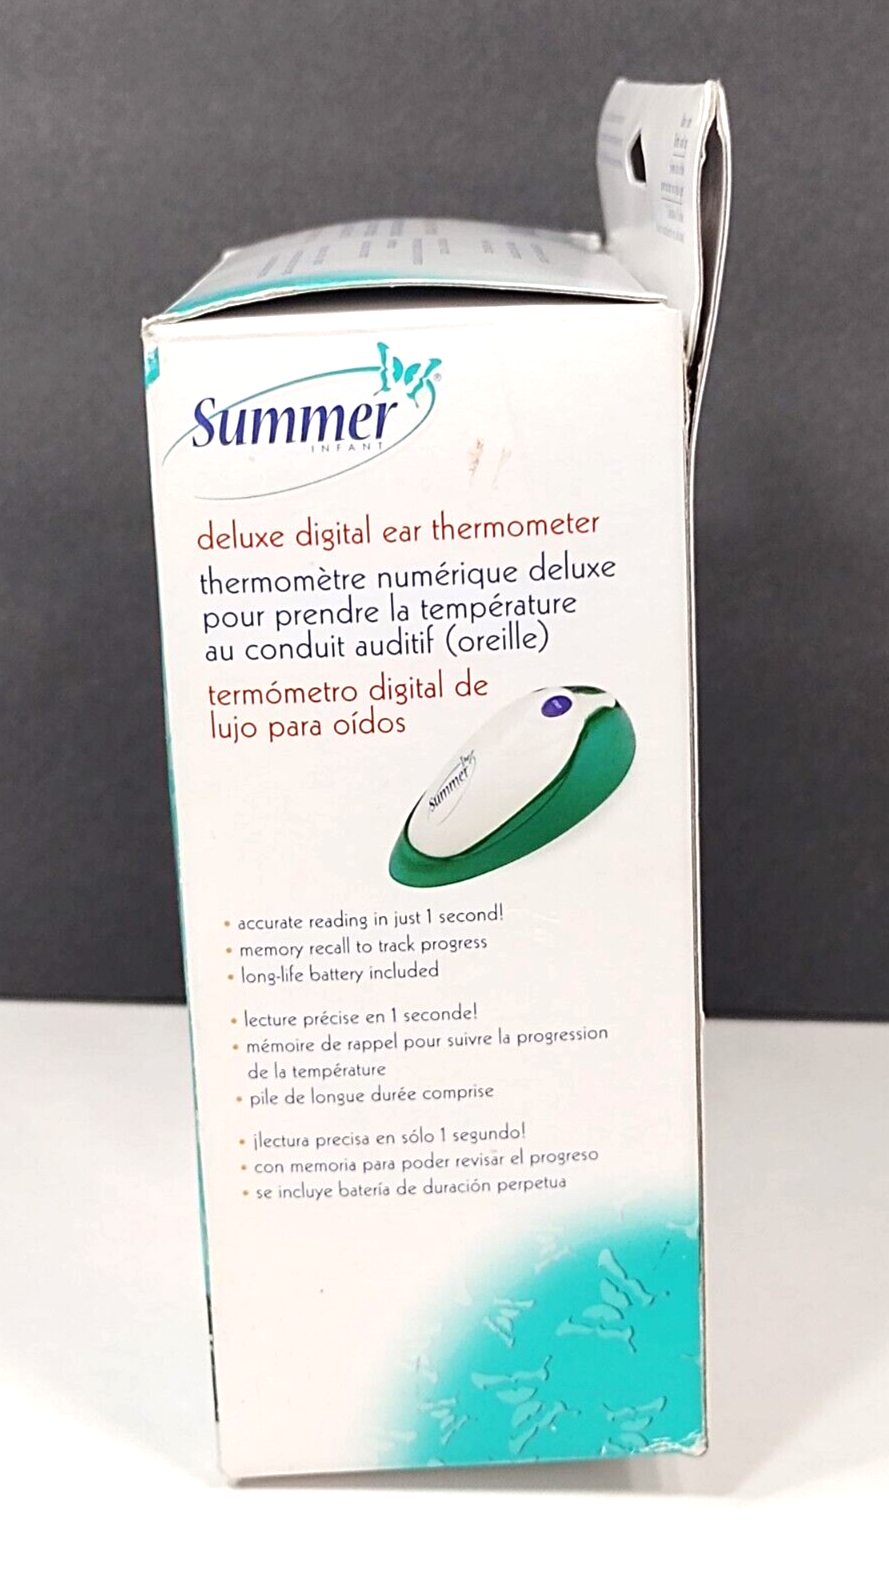 Summer
INFANT
deluxe digital ear thermometer
thermomètre numérique deluxe
pour prendre la température
au conduit auditif (oreille)
termómetro digital de
lujo para oídos
Summer
• accurate reading in just 1 second!
• memory recall to track progress
• long-life battery included
• lecture précise en 1 seconde!
• mémoire de rappel pour suivre la progression
de la température
• pile de longue durée comprise
• ¡lectura precisa en sólo 1 segundo!
• con memoria para poder revisar el progreso
• se incluye batería de duración perpetua